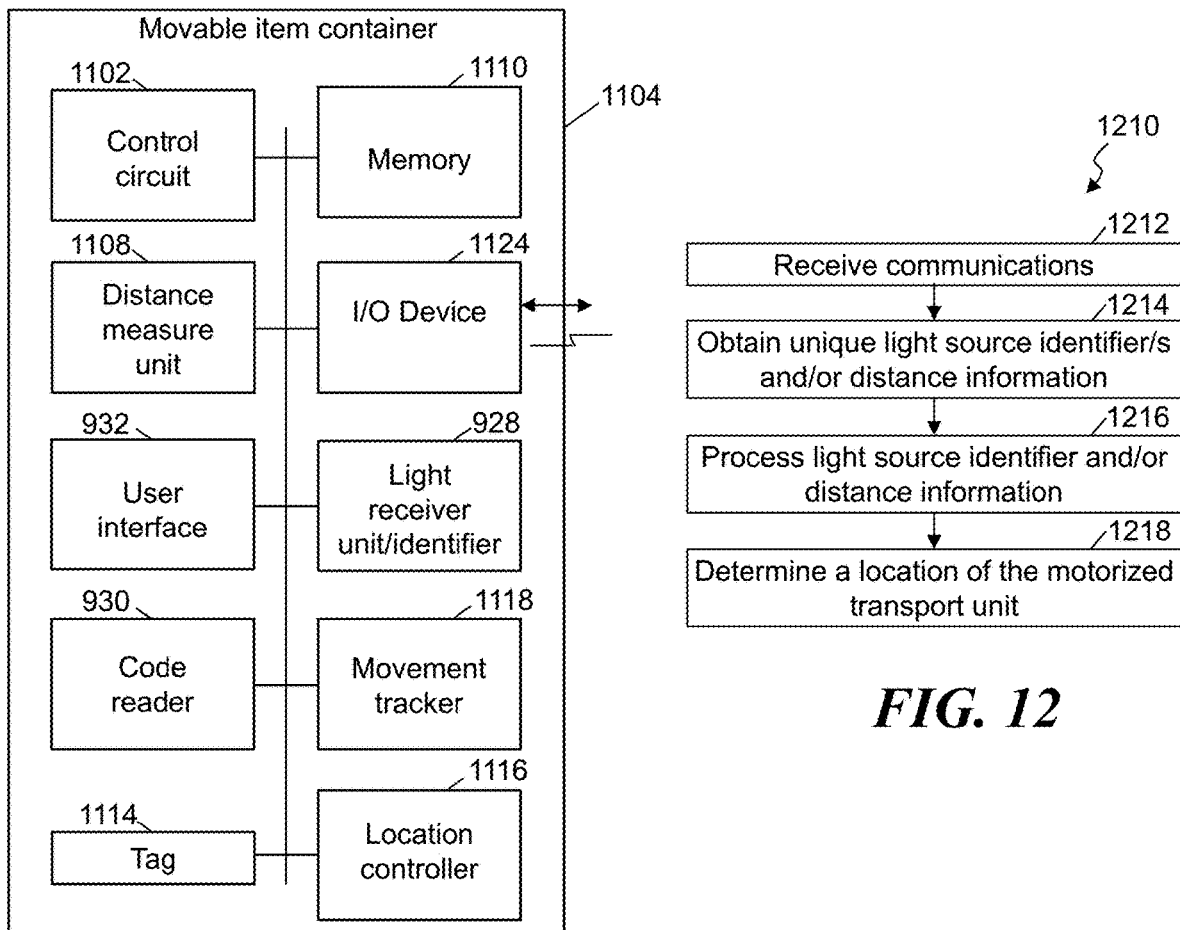 Movable item container
1102
Control
circuit
1110
Memory
1104
1108
Distance
measure
unit
1124
I/O Device
932
User
interface
928
Light
receiver
unit/identifier
930
Code
reader
1118
Movement
tracker
1114
Tag
1116
Location
controller
1210
1212
Receive communications
1214
Obtain unique light source identifier/s
and/or distance information
1216
Process light source identifier and/or
distance information
1218
Determine a location of the motorized
transport unit
FIG. 12